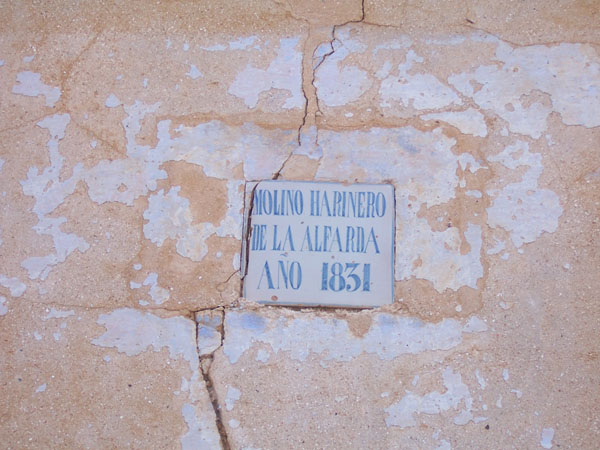 MOLINO HARINERO
DE LA ALFARDA
AÑO 1831